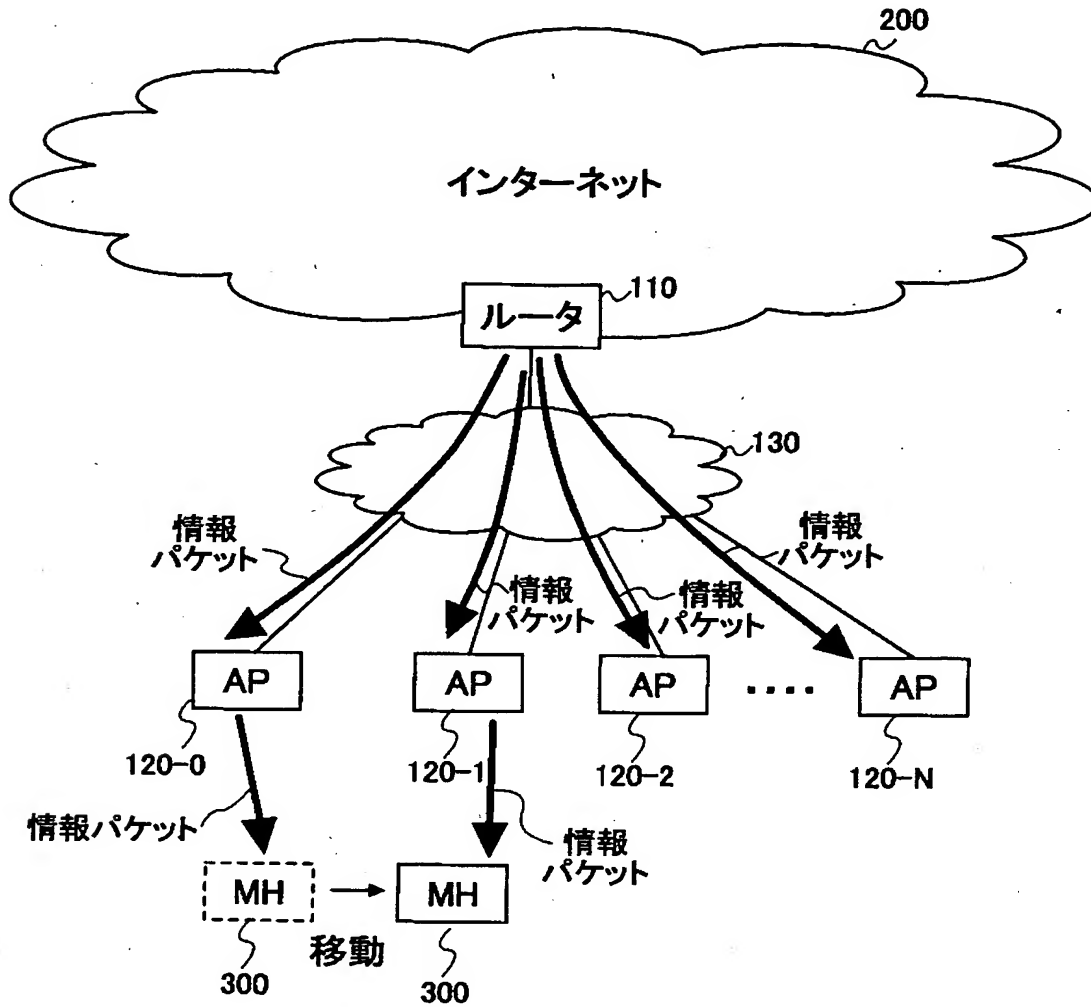 200
インターネット
110
ルータ
130
情報
パケット
情報
パケット
情報
パケット
情報
パケット
AP
AP
AP
....
AP
120-0
120-1
120-2
120-N
情報パケット
情報
パケット
MH
MH
移動
300
300